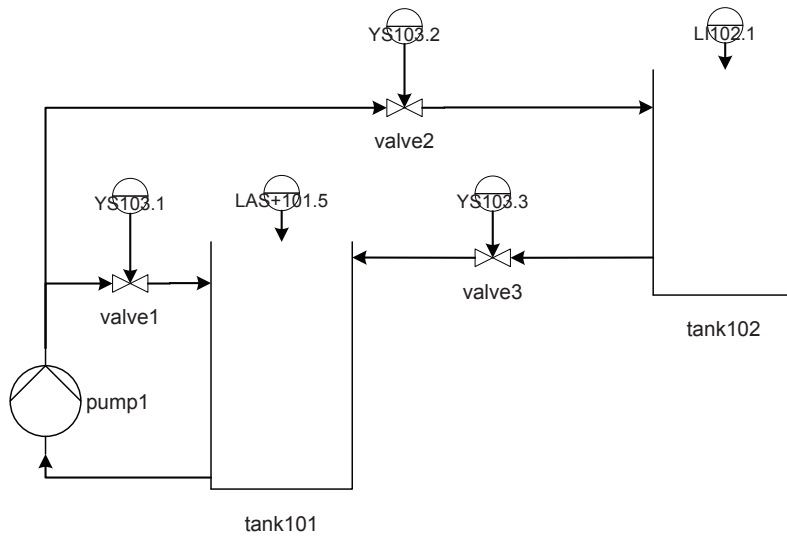 YS103.2
LI102.1
valve2
YS103.1
LAS+101.5
YS103.3
valve1
valve3
tank102
pump1
tank101